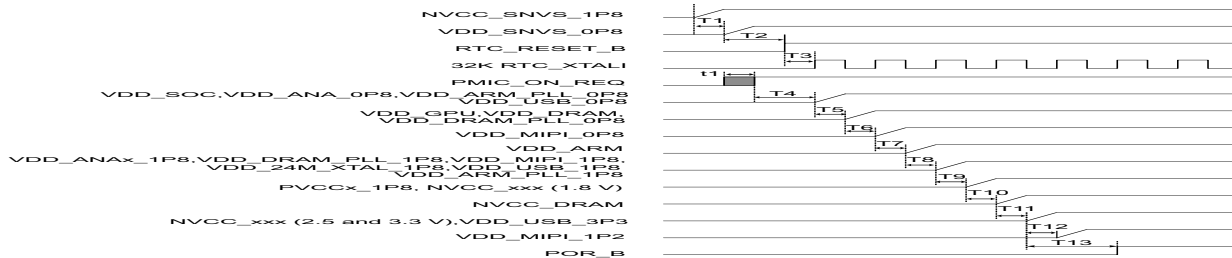 NVCC_SNVS_1P8
T1
VDD_SNVS_0P8
T2
RTC_RESET_B
T3
32K RTC_XTALI
t1
PMIC_ON_REQ
VDD_SOC,VDD_ANA_0P8,VDD_ARM_PLL_0P8
VDD_USB_0P8
T4
VDD_GPU,VDD_DRAM,
VDD_DRAM_PLL_0P8
T5
VDD_MIPI_0P8
T6
VDD_ARM
T7
VDD_ANAx_1P8,VDD_DRAM_PLL_1P8,VDD_MIPI_1P8,
VDD_24M_XTAL_1P8,VDD_USB_1P8
VDD_ARM_PLL_1P8
T8
PVCCx_1P8, NVCC_xxx (1.8 V)
T9
NVCC_DRAM
T10
NVCC_xxx (2.5 and 3.3 V),VDD_USB_3P3
T11
VDD_MIPI_1P2
T12
POR_B
T13